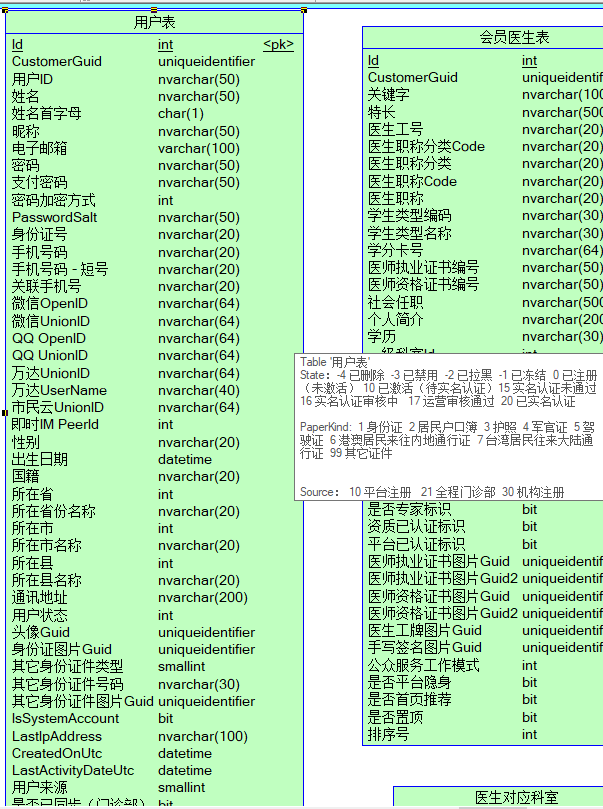 用户表
Id int <pk>
CustomerGuid uniqueidentifier
用户ID nvarchar(50)
姓名 nvarchar(50)
姓名首字母 char(1)
昵称 nvarchar(50)
电子邮箱 varchar(100)
密码 nvarchar(50)
支付密码 nvarchar(50)
密码加密方式 int
PasswordSalt nvarchar(50)
身份证号 nvarchar(20)
手机号码 nvarchar(20)
手机号码 - 短号 nvarchar(20)
关联手机号 nvarchar(20)
微信OpenID nvarchar(64)
微信UnionID nvarchar(64)
QQ OpenID nvarchar(64)
QQ UnionID nvarchar(64)
万达UnionID nvarchar(64)
万达UserName nvarchar(40)
市民云UnionID nvarchar(64)
即时IM PeerId int
性别 nvarchar(20)
出生日期 datetime
国籍 nvarchar(20)
所在省 int
所在省份名称 nvarchar(20)
所在市 int
所在市名称 nvarchar(20)
所在县 int
所在县名称 nvarchar(20)
通讯地址 nvarchar(200)
用户状态 int
头像Guid uniqueidentifier
身份证图片Guid uniqueidentifier
其它身份证件类型 smallint
其它身份证件号码 nvarchar(30)
其它身份证件图片Guid uniqueidentifier
IsSystemAccount bit
LastIpAddress nvarchar(100)
CreatedOnUtc datetime
LastActivityDateUtc datetime
用户来源 smallint
是否已同步（门诊部） bit
会员医生表
Id int
CustomerGuid uniqueidentif
关键字 nvarchar(100
特长 nvarchar(500
医生工号 nvarchar(20)
医生职称分类Code nvarchar(20)
医生职称分类 nvarchar(20)
医生职称Code nvarchar(20)
医生职称 nvarchar(20)
学生类型编码 nvarchar(30)
学生类型名称 nvarchar(30)
学分卡号 nvarchar(64)
医师执业证书编号 nvarchar(50)
医师资格证书编号 nvarchar(50)
社会任职 nvarchar(500
个人简介 nvarchar(200
学历 nvarchar(30)
Table '用户表'
State：-4 已删除 -3 已禁用 -2 已拉黑 -1 已冻结 0 已注册
（未激活） 10 已激活（待实名认证）15 实名认证未通过
16 实名认证审核中 17 运营审核通过 20 已实名认证
PaperKind: 1 身份证 2 居民户口簿 3 护照 4 军官证 5 驾
驶证 6 港澳居民来往内地通行证 7 台湾居民往来大陆通
行证 99 其它证件
Source： 10 平台注册 21 全程门诊部 30 机构注册
是否专家标识 bit
资质已认证标识 bit
平台已认证标识 bit
医师执业证书图片Guid uniqueidentif
医师执业证书图片Guid2 uniqueidentif
医师资格证书图片Guid uniqueidentif
医师资格证书图片Guid2 uniqueidentif
医生工牌图片Guid uniqueidentif
手写签名图片Guid uniqueidentif
公众服务工作模式 int
是否平台隐身 bit
是否首页推荐 bit
是否置顶 bit
排序号 int
医生对应科室